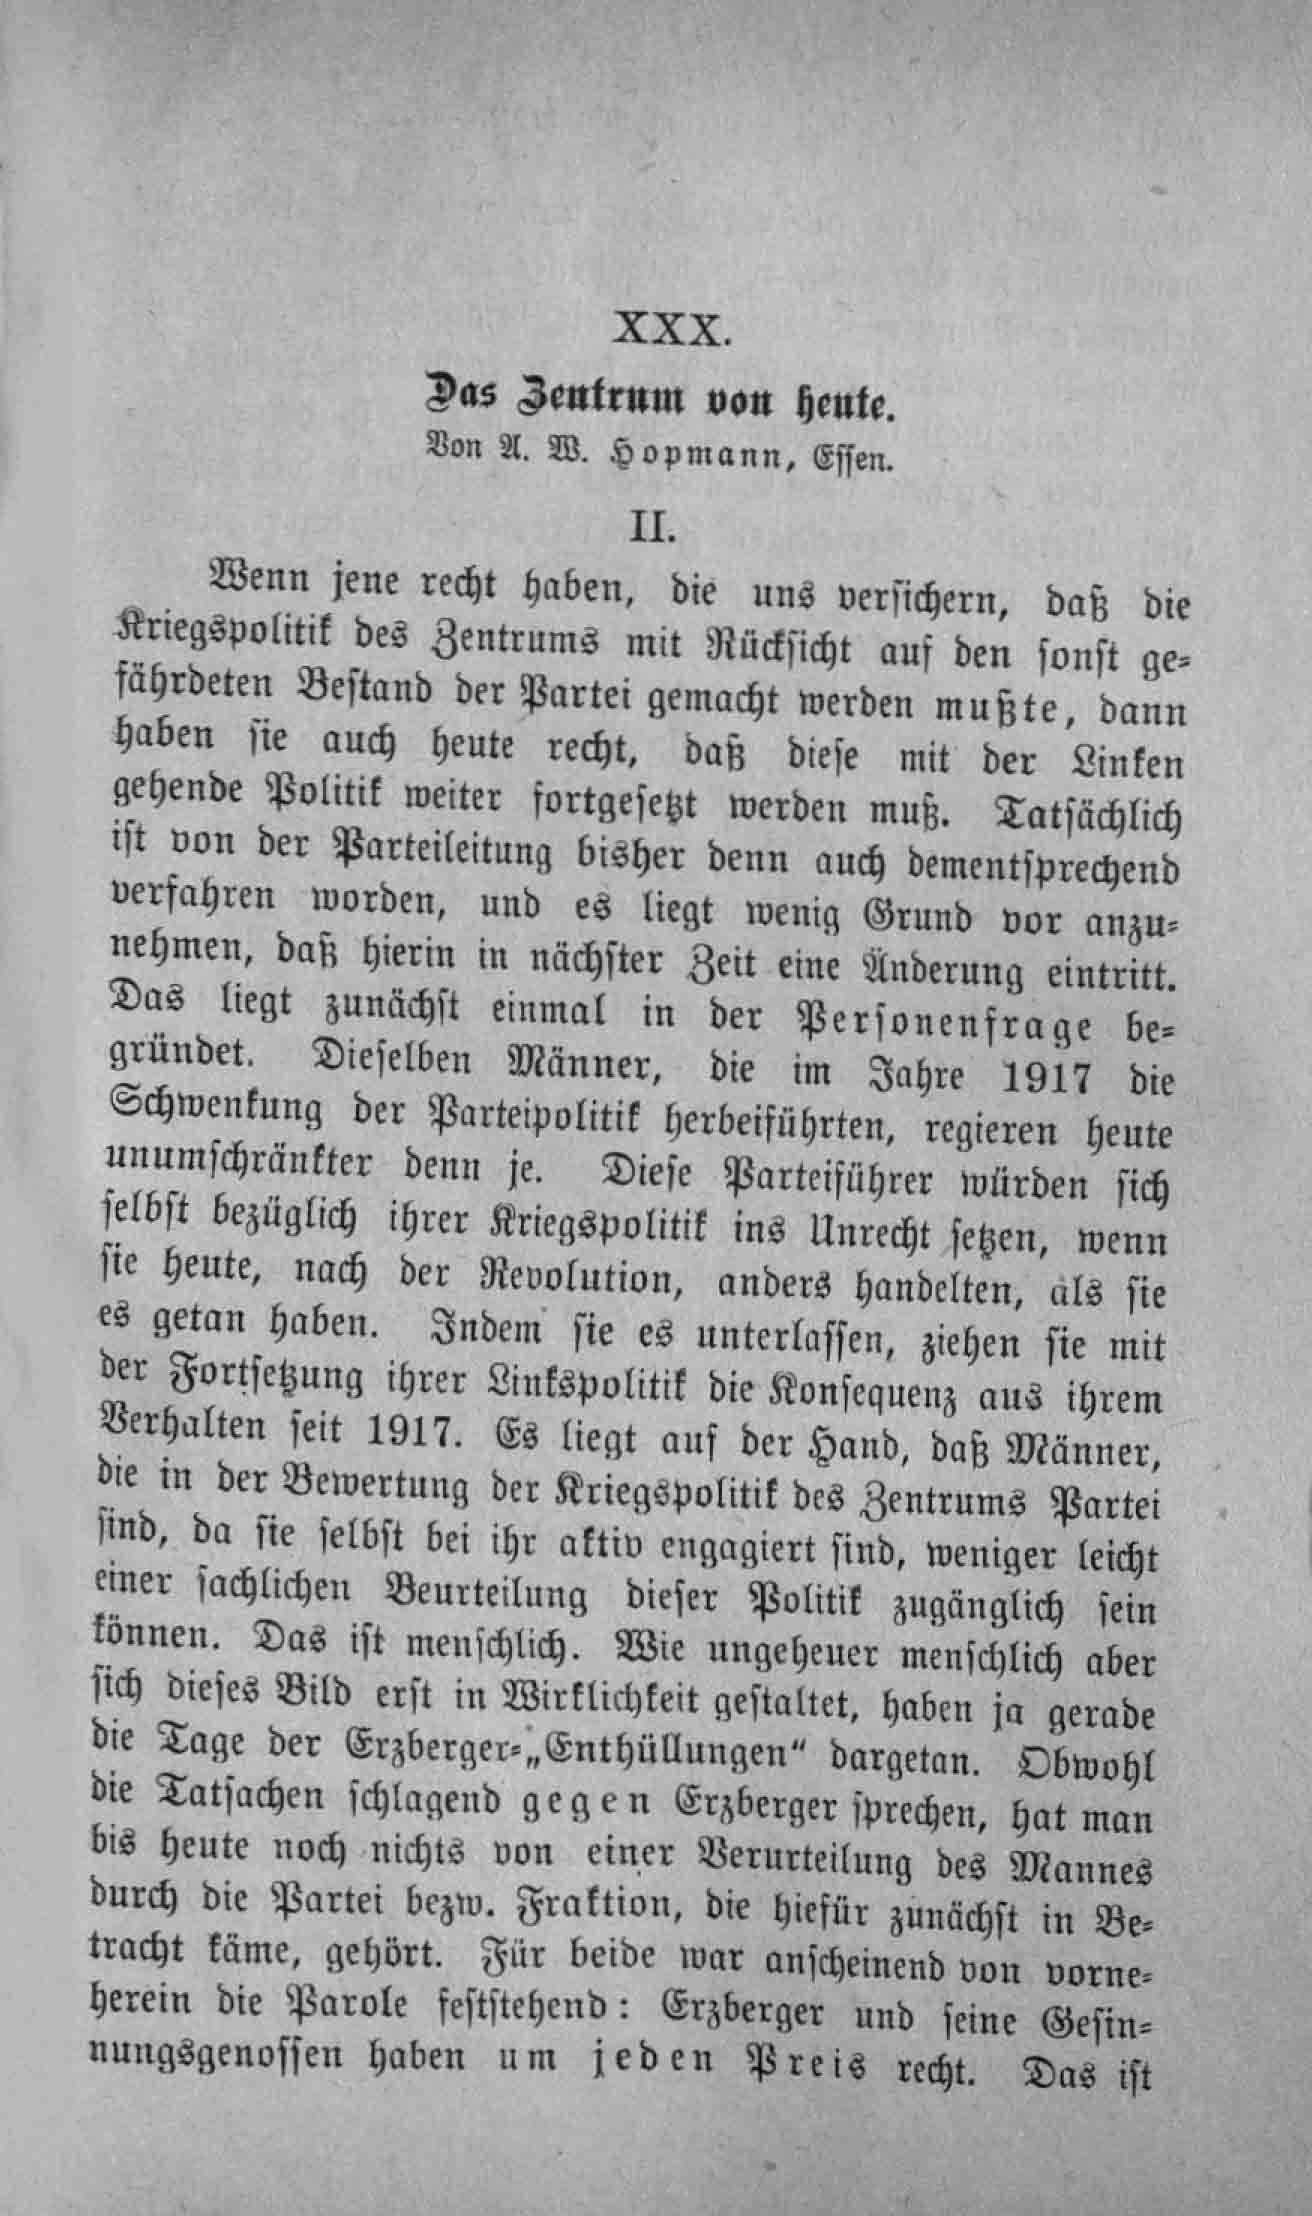 XXX.
Das Zentrum von heute.
Von A. W. Hopmann, Essen.
II.
Wenn jene recht haben, die uns versichern, daß die
Kriegspolitik des Zentrums mit Rücksicht auf den sonst ge-
fährdeten Bestand der Partei gemacht werden mußte, dann
haben sie auch heute recht, daß diese mit der Linken
gehende Politik weiter fortgesetzt werden muß. Tatsächlich
ist von der Parteileitung bisher denn auch dementsprechend
verfahren worden, und es liegt wenig Grund vor anzu-
nehmen, daß hierin in nächster Zeit eine Änderung eintritt.
Das liegt zunächst einmal in der Personenfrage be-
gründet. Dieselben Männer, die im Jahre 1917 die
Schwenkung der Parteipolitik herbeiführten, regieren heute
unumschränkter denn je. Diese Parteiführer würden sich
selbst bezüglich ihrer Kriegspolitik ins Unrecht setzen, wenn
sie heute, nach der Revolution, anders handelten, als sie
es getan haben. Indem sie es unterlassen, ziehen sie mit
der Fortsetzung ihrer Linkspolitik die Konsequenz aus ihrem
Verhalten seit 1917. Es liegt auf der Hand, daß Männer,
die in der Bewertung der Kriegspolitik des Zentrums Partei
sind, da sie selbst bei ihr aktiv engagiert sind, weniger leicht
einer sachlichen Beurteilung dieser Politik zugänglich sein
können. Das ist menschlich. Wie ungeheuer menschlich aber
sich dieses Bild erst in Wirklichkeit gestaltet, haben ja gerade
die Tage der Erzberger-„Enthüllungen“ dargetan. Obwohl
die Tatsachen schlagend gegen Erzberger sprechen, hat man
bis heute noch nichts von einer Verurteilung des Mannes
durch die Partei bezw. Fraktion, die hiefür zunächst in Be-
tracht käme, gehört. Für beide war anscheinend von vorne-
herein die Parole feststehend: Erzberger und seine Gesin-
nungsgenossen haben um jeden Preis recht. Das ist